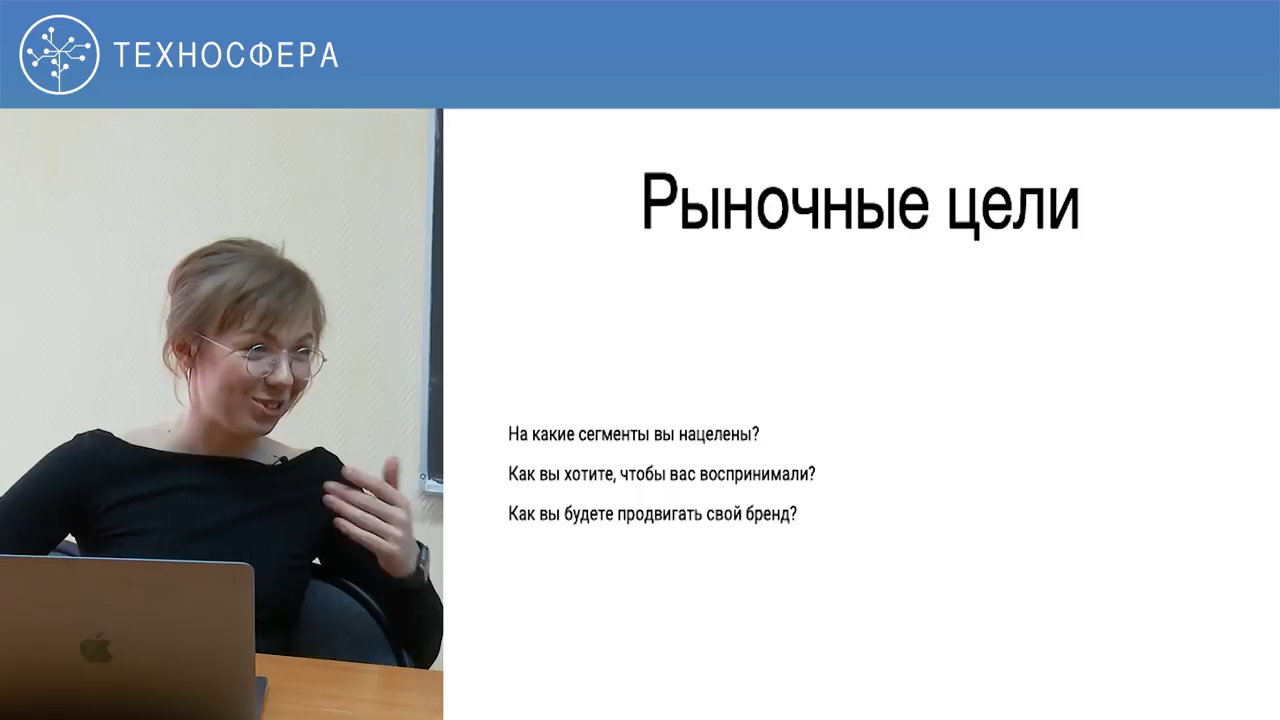 ТЕХНОСФЕРА
Рыночные цели
На какие сегменты вы нацелены?
Как вы хотите, чтобы вас воспринимали?
Как вы будете продвигать свой бренд?